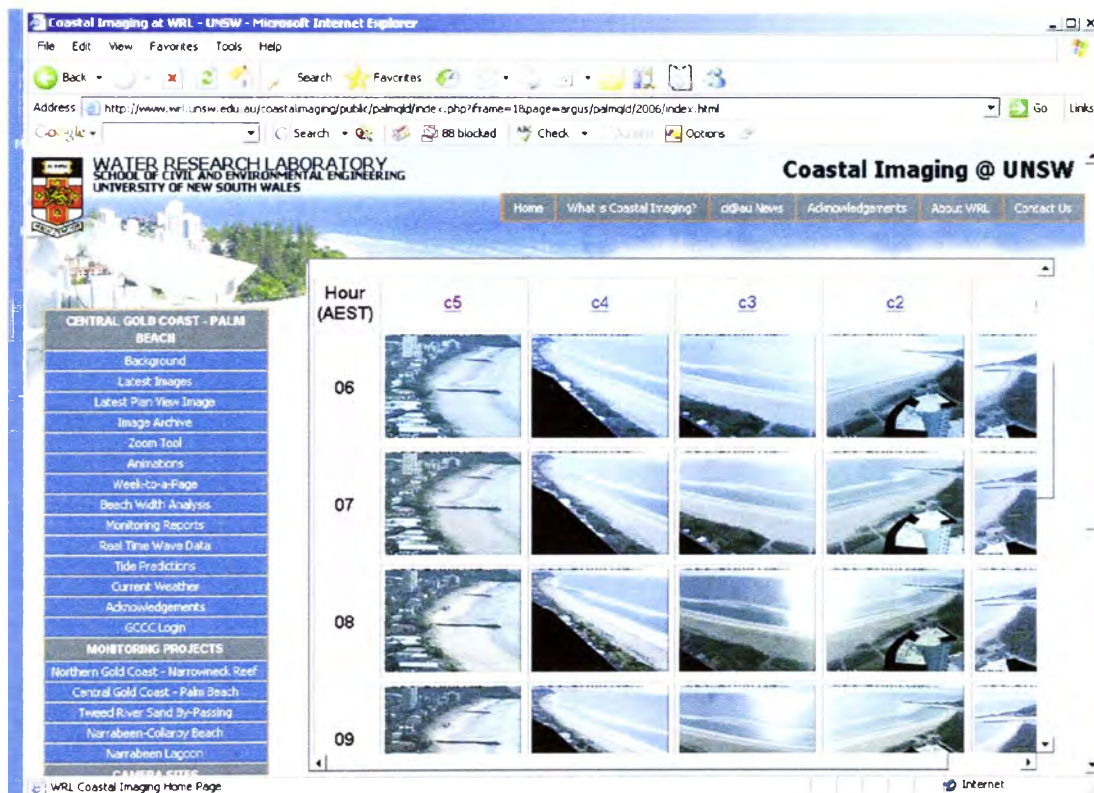 Coastal Imaging at WRL - UNSW - Microsoft Internet Explorer
File Edit View Favorites Tools Help
Back Search Favorites
Address http://www.wrl.unsw.edu.au/coastalimaging/public/palmqld/index.php?frame=1&page=argus/palmqld/2006/index.html Go Links
Google Search 88 blocked Check Options
WATER RESEARCH LABORATORY
SCHOOL OF CIVIL AND ENVIRONMENTAL ENGINEERING
UNIVERSITY OF NEW SOUTH WALES
Coastal Imaging @ UNSW
Home What is Coastal Imaging? ci@au News Acknowledgements About WRL Contact Us
Hour (AEST) c5 c4 c3 c2
06
07
08
09
CENTRAL GOLD COAST - PALM
BEACH
Background
Latest Images
Latest Plan View Image
Image Archive
Zoom Tool
Animations
Week-to-a-Page
Beach Width Analysis
Monitoring Reports
Real Time Wave Data
Tide Predictions
Current Weather
Acknowledgements
GCCC Login
MONITORING PROJECTS
Northern Gold Coast - Narrowneck Reef
Central Gold Coast - Palm Beach
Tweed River Sand By-Passing
Narrabeen-Collaroy Beach
Narrabeen Lagoon
CAMERA SITES
WRL Coastal Imaging Home Page
Internet